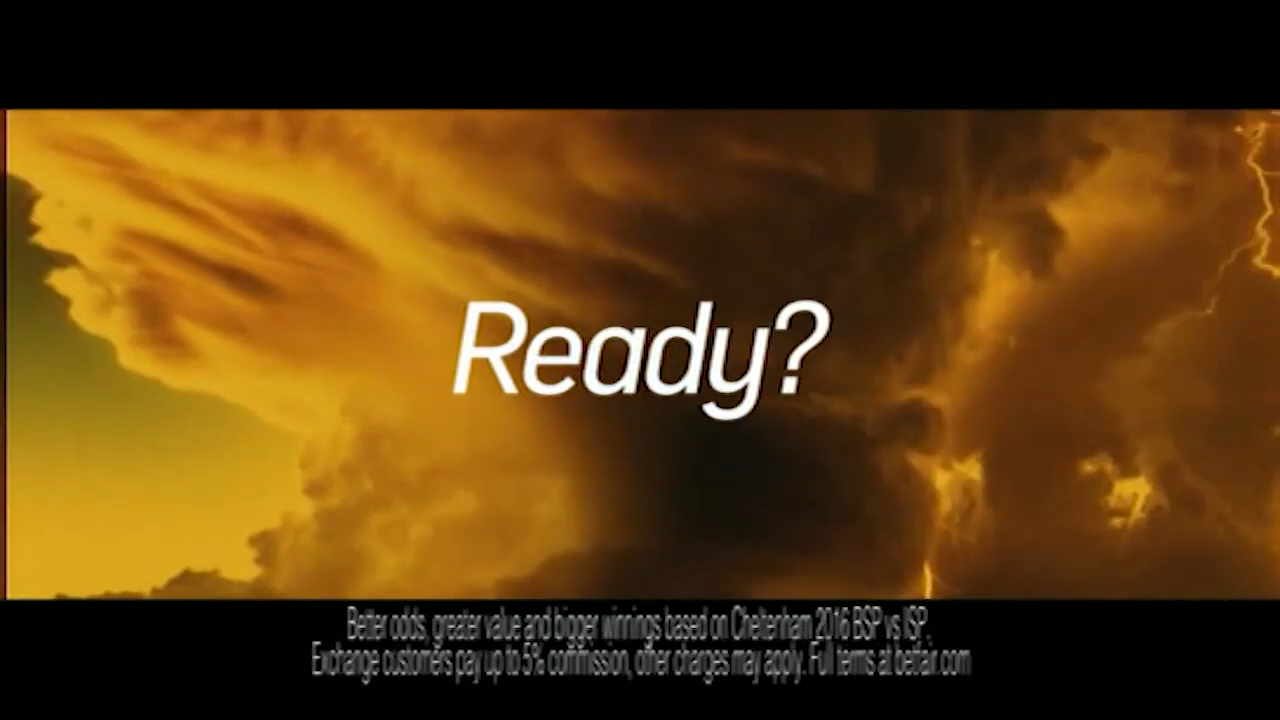 Ready?
Better odds, greater value and bigger winnings based on Cheltenham 2016 BSP vs ISP.
Exchange customers pay up to 5% commission, other charges may apply. Full terms at betfair.com